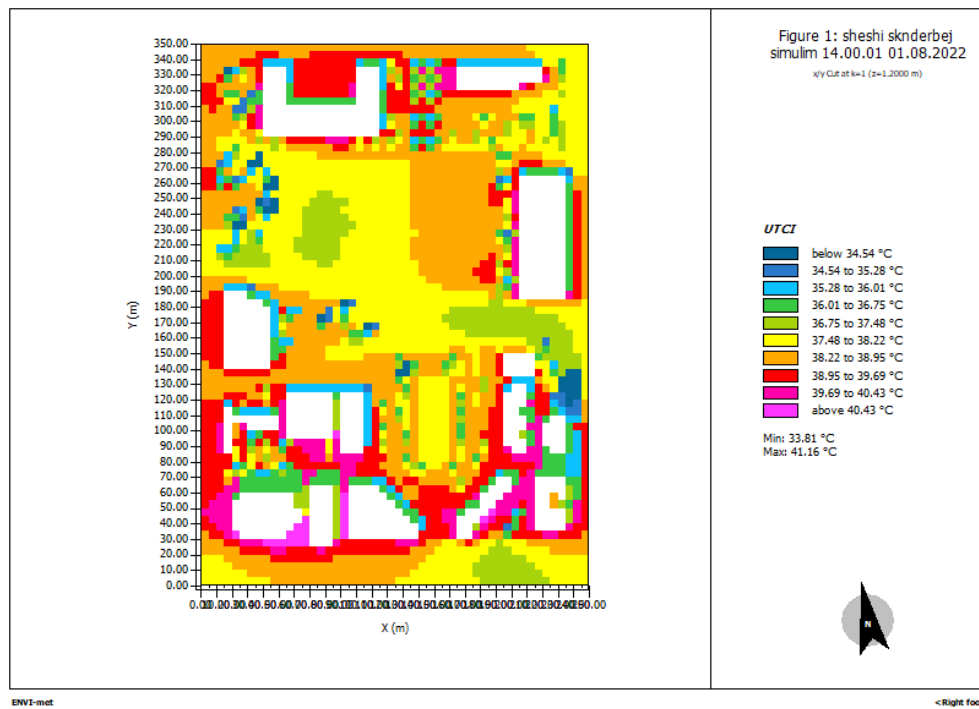 Figure 1: sheshi sknderbej
simulim 14.00.01 01.08.2022
x/y Cut at k=1 (z=1.2000 m)
350.00
340.00
330.00
320.00
310.00
300.00
290.00
280.00
270.00
260.00
250.00
240.00
230.00
220.00
210.00
200.00
190.00
180.00
170.00
160.00
150.00
140.00
130.00
120.00
110.00
100.00
90.00
80.00
70.00
60.00
50.00
40.00
30.00
20.00
10.00
0.00
Y (m)
X (m)
UTCI
below 34.54 °C
34.54 to 35.28 °C
35.28 to 36.01 °C
36.01 to 36.75 °C
36.75 to 37.48 °C
37.48 to 38.22 °C
38.22 to 38.95 °C
38.95 to 39.69 °C
39.69 to 40.43 °C
above 40.43 °C
Min: 33.81 °C
Max: 41.16 °C
N
ENVI-met
<Right foo